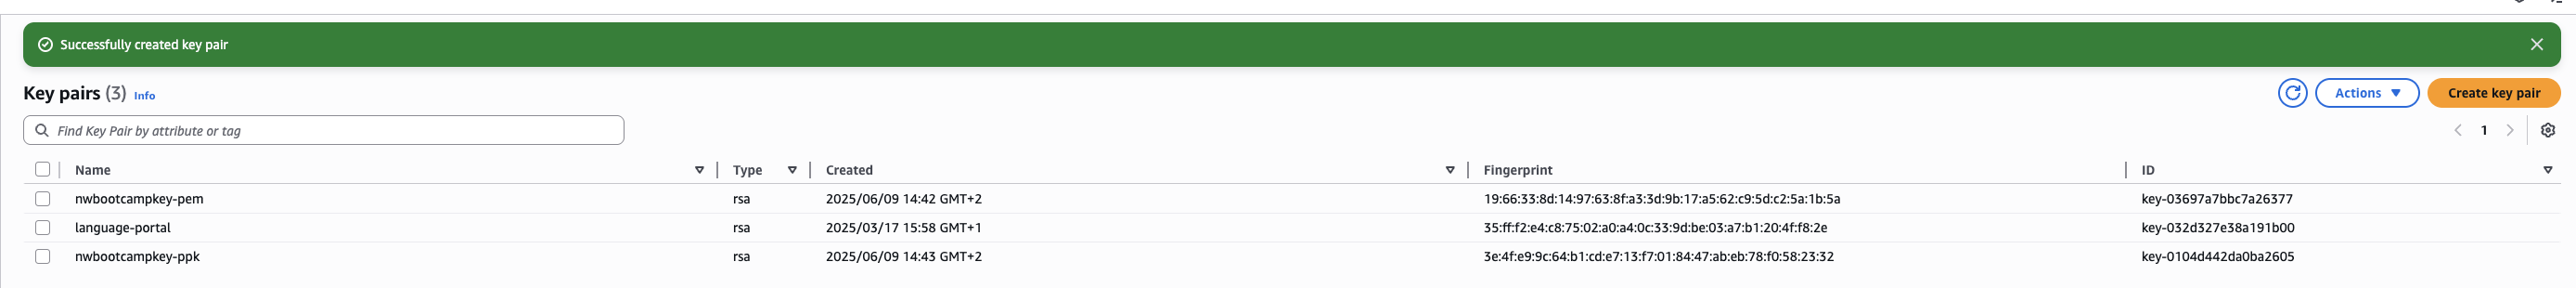 Successfully created key pair
Key pairs (3) Info
Actions
Create key pair
Find Key Pair by attribute or tag
1
Name Type Created Fingerprint ID
nwbootcampkey-pem rsa 2025/06/09 14:42 GMT+2 19:66:33:8d:14:97:63:8f:a3:3d:9b:17:a5:62:c9:5d:c2:5a:1b:5a key-03697a7bbc7a26377
language-portal rsa 2025/03/17 15:58 GMT+1 35:ff:f2:e4:c8:75:02:a0:a4:0c:33:9d:be:03:a7:b1:20:4f:f8:2e key-032d327e38a191b00
nwbootcampkey-ppk rsa 2025/06/09 14:43 GMT+2 3e:4f:e9:9c:64:b1:cd:e7:13:f7:01:84:47:ab:eb:78:f0:58:23:32 key-0104d442da0ba2605